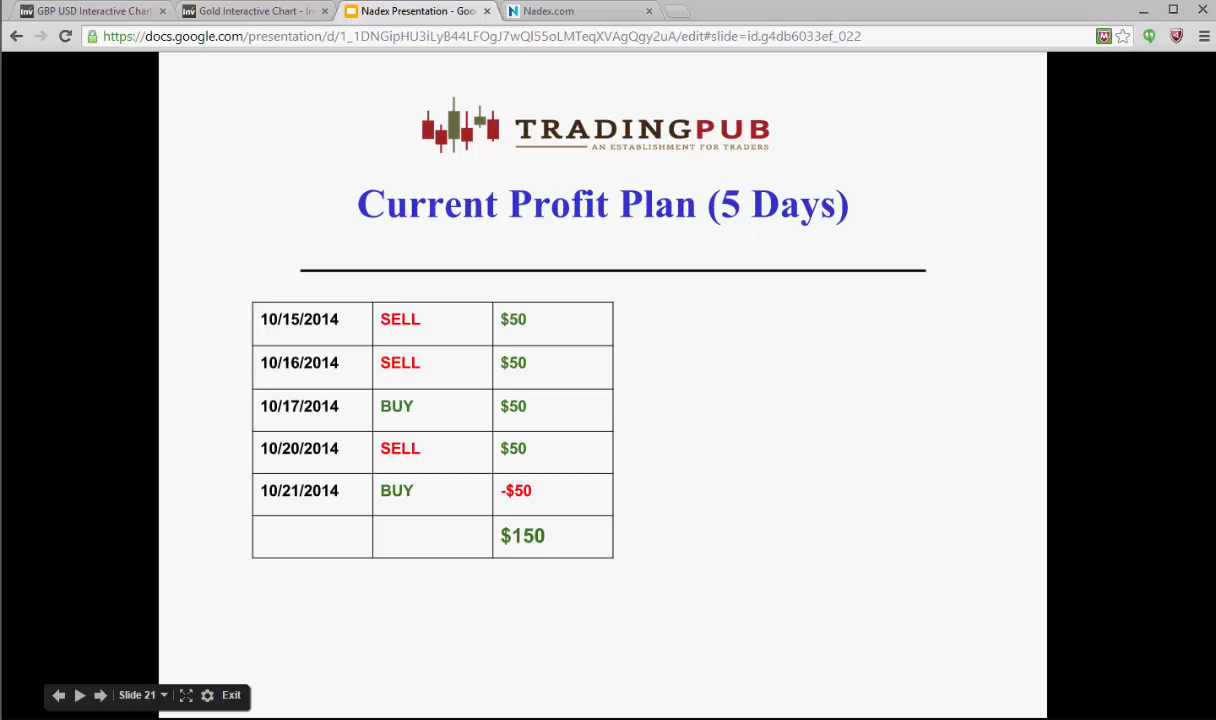 GBP USD Interactive Char
Gold Interactive Chart - In
Nadex Presentation - Goo
Nadex.com
https://docs.google.com/presentation/d/1_1DNGipHU3iLyB44LFOgJ7wQl55oLMTeqXVAgQgy2uA/edit#slide=id.g4db6033ef_022
TRADINGPUB
AN ESTABLISHMENT FOR TRADERS
Current Profit Plan (5 Days)
10/15/2014 SELL $50
10/16/2014 SELL $50
10/17/2014 BUY $50
10/20/2014 SELL $50
10/21/2014 BUY -$50
$150
Slide 21 Exit